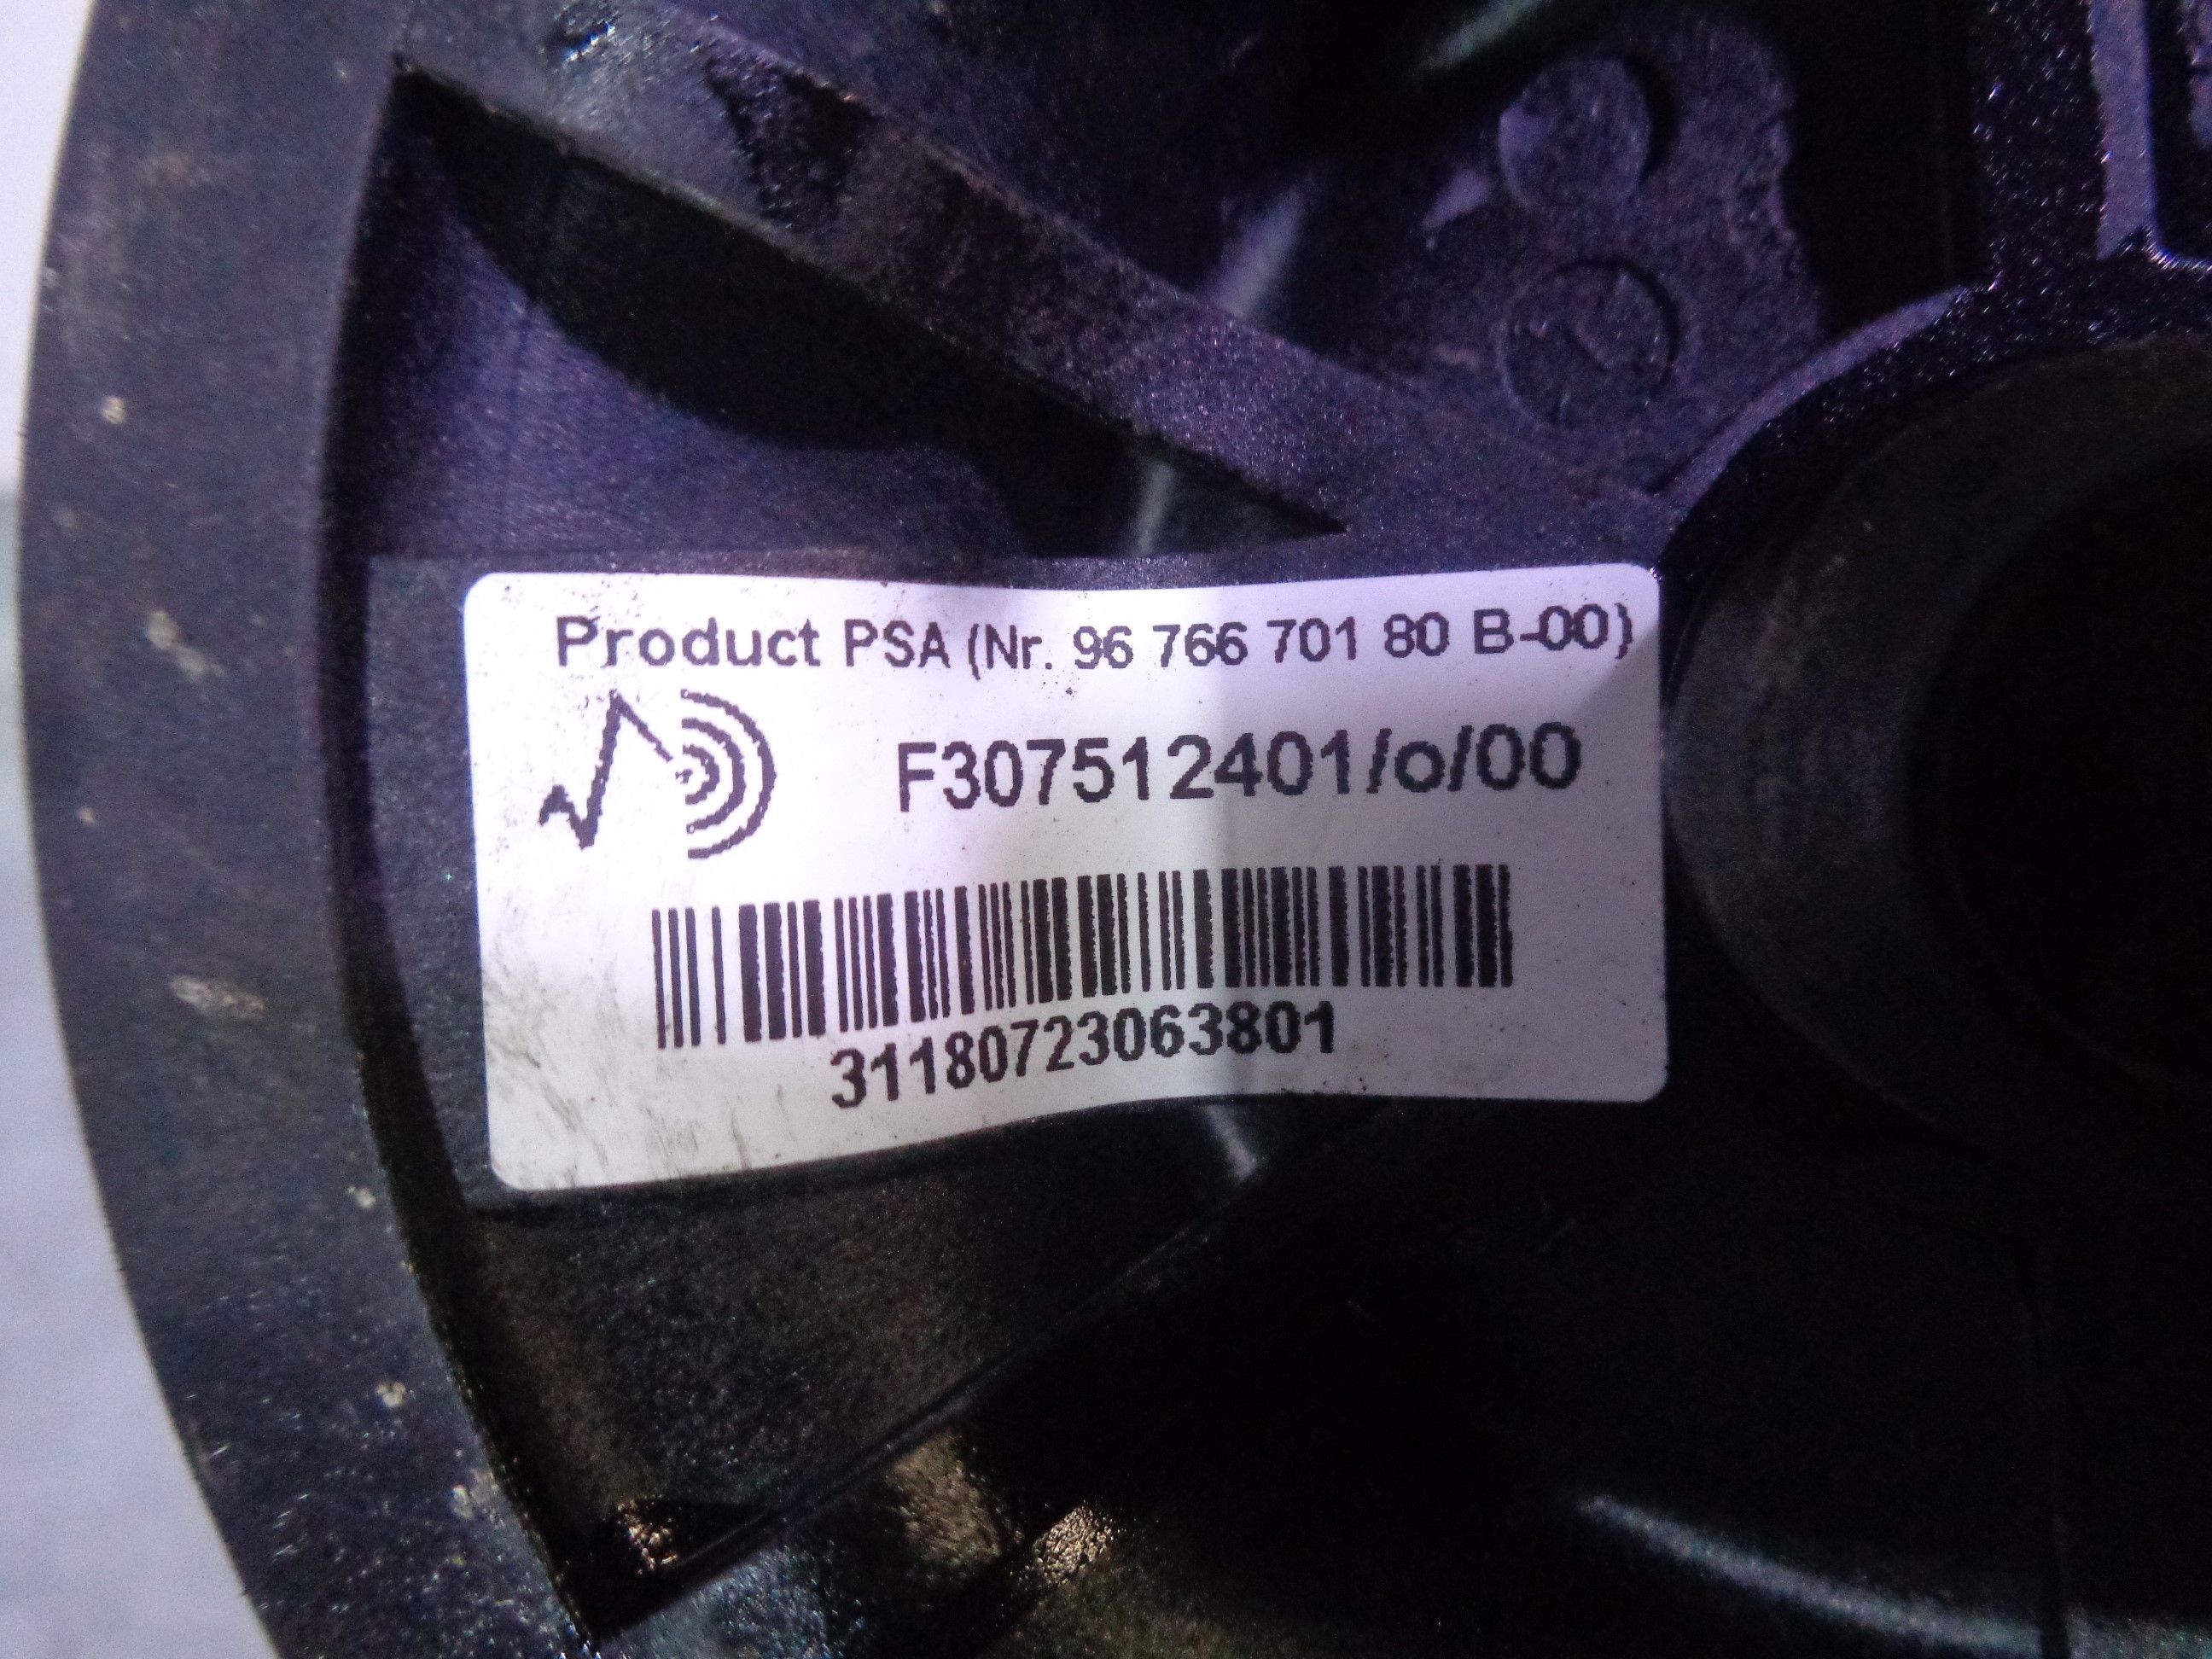 Product PSA (Nr. 96 766 701 80 B-00)
F307512401/o/00
31180723063801